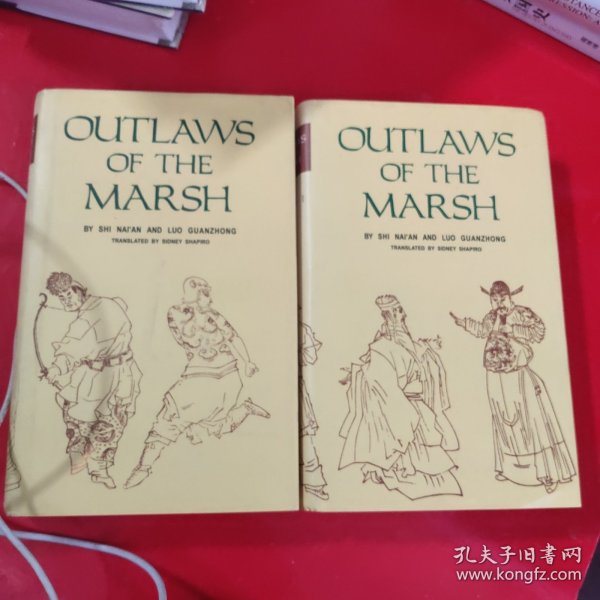 OUTLAWS
OF THE
MARSH
BY SHI NAI'AN AND LUO GUANZHONG
TRANSLATED BY SIDNEY SHAPIRO
OUTLAWS
OF THE
MARSH
BY SHI NAI'AN AND LUO GUANZHONG
TRANSLATED BY SIDNEY SHAPIRO
孔夫子旧书网
www.kongfz.com